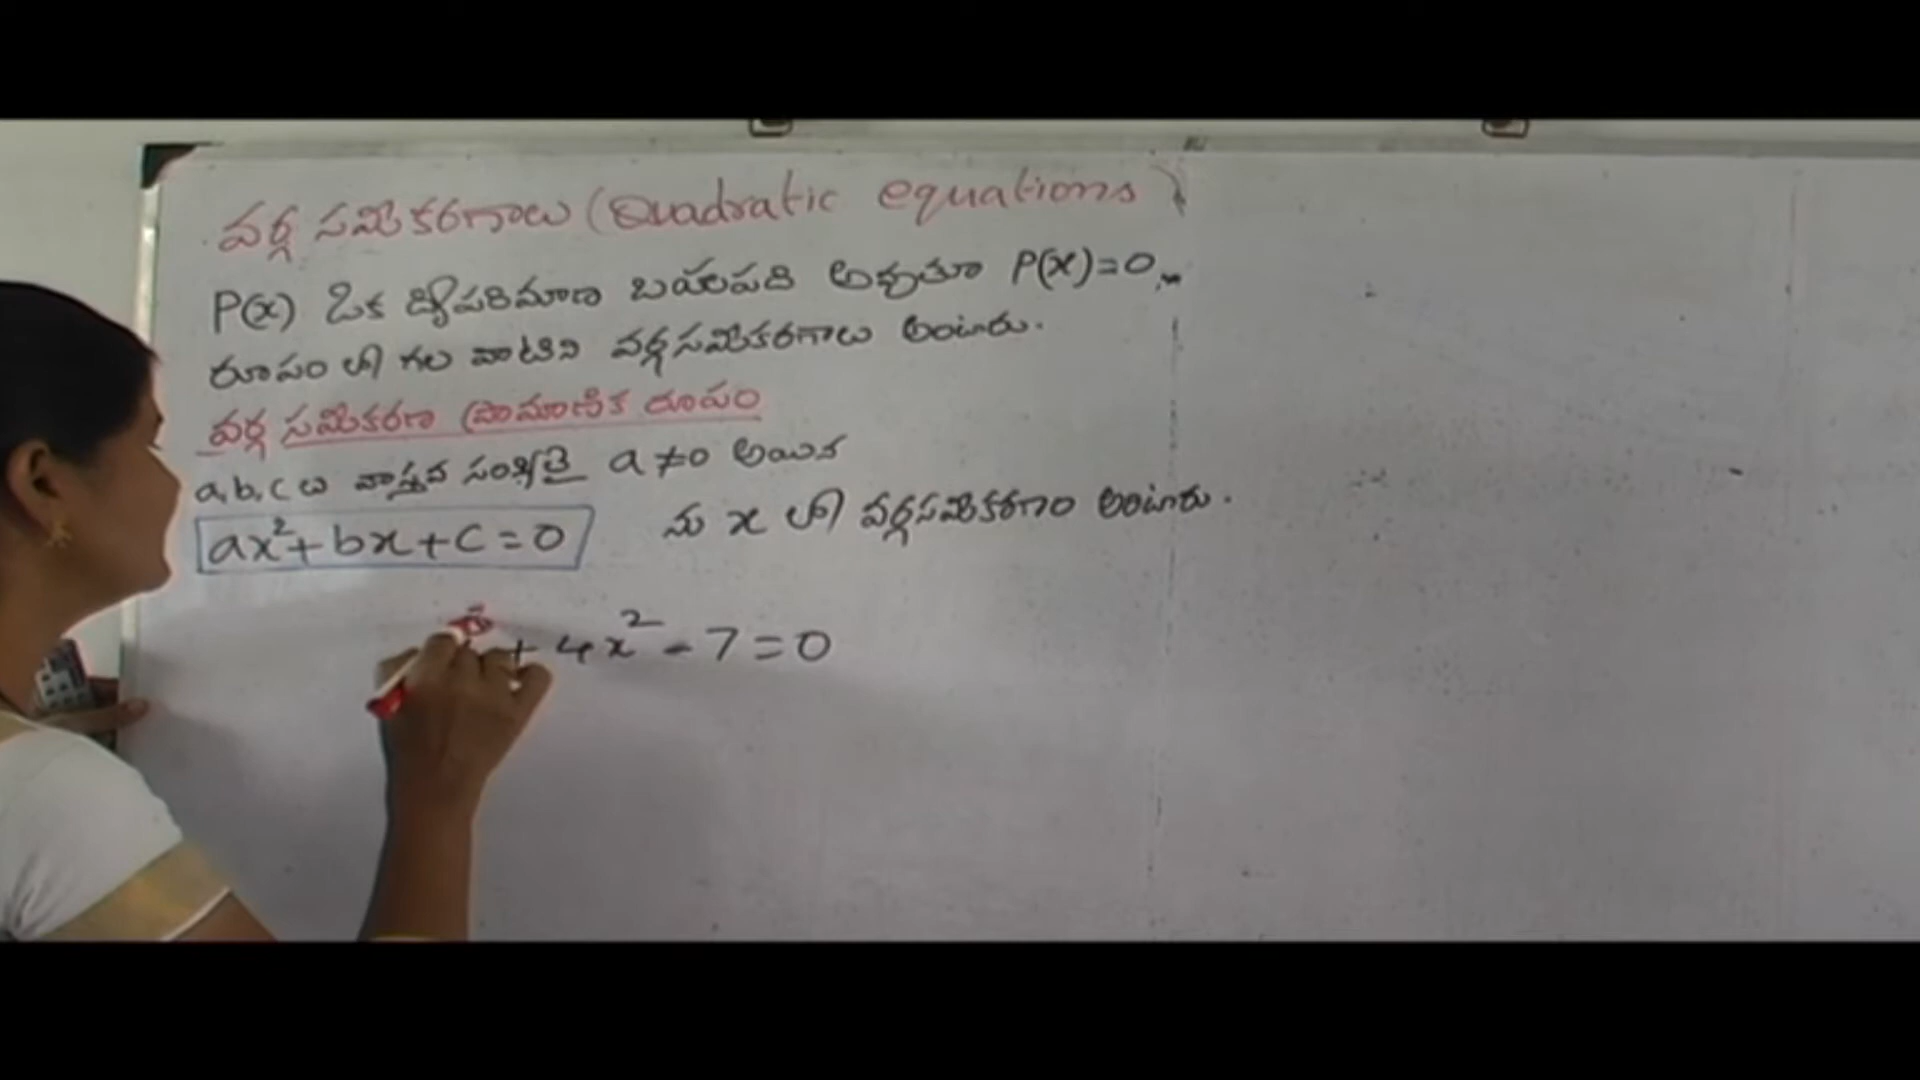 వర్గ సమీకరణాలు (Quadratic equations)
P(x) ఒక ద్విపరిమాణ బహుపది అవుతూ P(x)=0
రూపంలో గల వాటిని వర్గసమీకరణాలు అంటారు.
వర్గ సమీకరణ ప్రామాణిక రూపం
a,b,c లు వాస్తవ సంఖ్యలై a≠0 అయిన
ax²+bx+c=0 ను x లో వర్గసమీకరణం అంటారు.
+ 4x² - 7 = 0